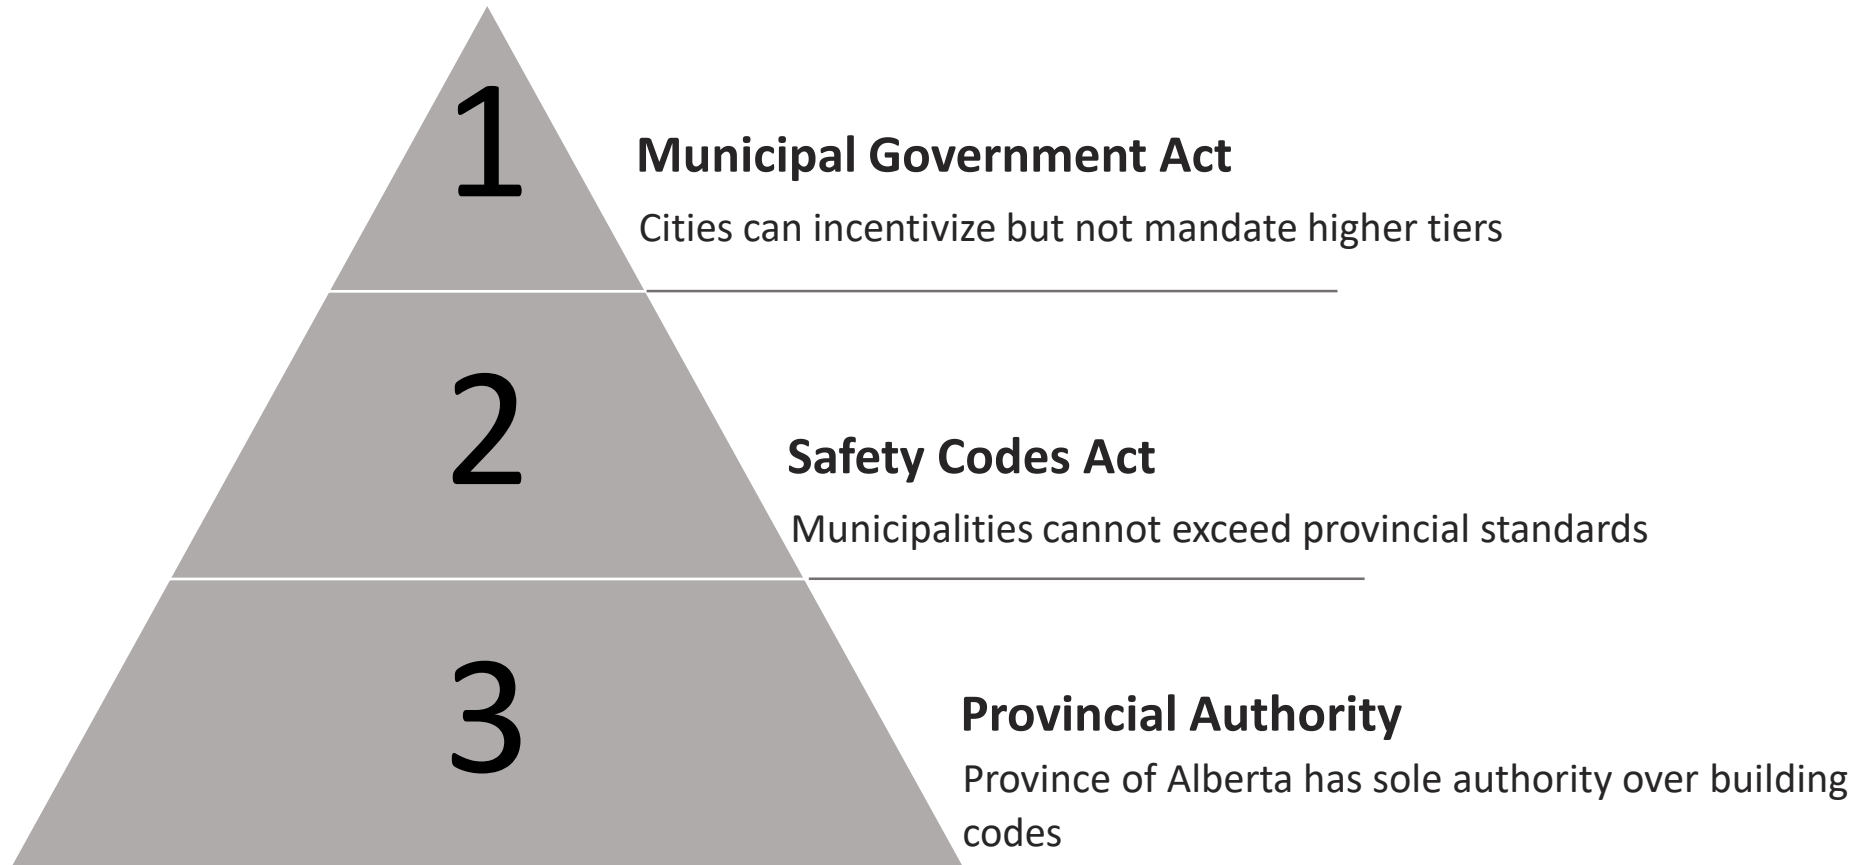 1
Municipal Government Act
Cities can incentivize but not mandate higher tiers
2
Safety Codes Act
Municipalities cannot exceed provincial standards
3
Provincial Authority
Province of Alberta has sole authority over building
codes